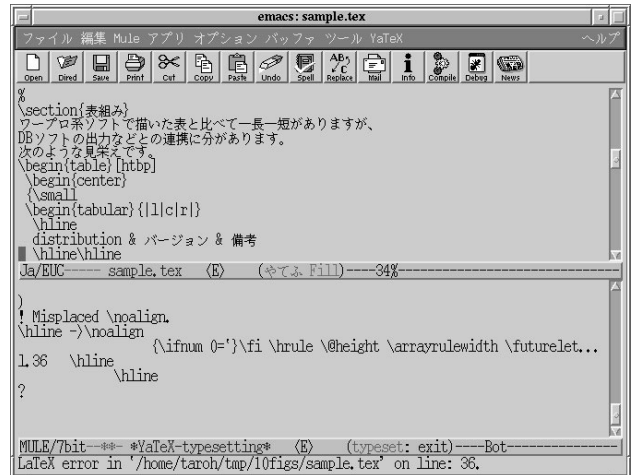 emacs: sample.tex
ファイル 編集 Mule アプリ オプション バッファ ツール YaTeX ヘルプ
Open Dired Save Print Cut Copy Paste Undo Spell Replace Mail Info Compile Debug News
%
\section{表組み}
ワープロ系ソフトで描いた表と比べて一長一短がありますが、
DBソフトの出力などとの連携に分があります。
次のような見栄えです。
\begin{table}[htbp]
\begin{center}
{\small
\begin{tabular}{|l|c|r|}
\hline
distribution & バージョン & 備考
\hline\hline
Ja/EUC----- sample.tex 〈E〉 (やてふ Fill)----34%--------------------------------
)
! Misplaced \noalign.
\hline ->\noalign
{\ifnum 0=`}\fi \hrule \@height \arrayrulewidth \futurelet...
l.36 \hline
\hline
?
MULE/7bit--**- *YaTeX-typesetting* 〈E〉 (typeset: exit)----Bot----------------
LaTeX error in '/home/taroh/tmp/10figs/sample.tex' on line: 36.